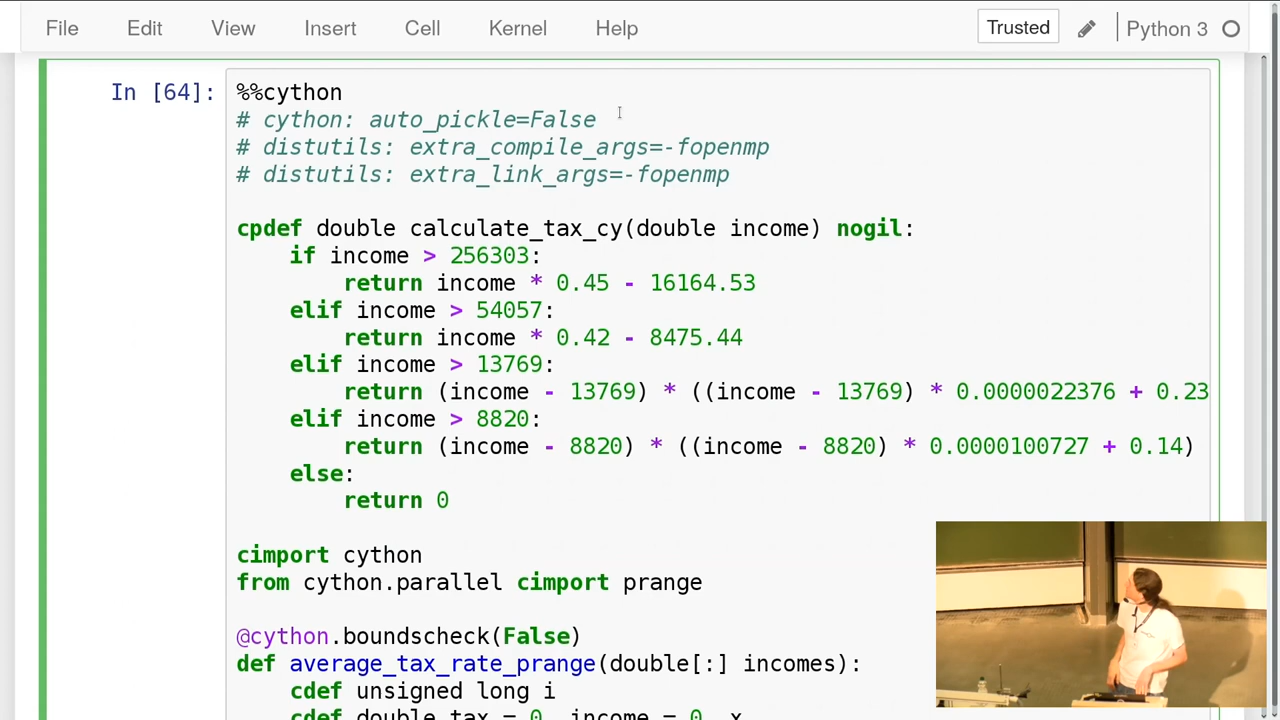 File Edit View Insert Cell Kernel Help Trusted Python 3
In [64]: %%cython
# cython: auto_pickle=False
# distutils: extra_compile_args=-fopenmp
# distutils: extra_link_args=-fopenmp
cpdef double calculate_tax_cy(double income) nogil:
if income > 256303:
return income * 0.45 - 16164.53
elif income > 54057:
return income * 0.42 - 8475.44
elif income > 13769:
return (income - 13769) * ((income - 13769) * 0.0000022376 + 0.23
elif income > 8820:
return (income - 8820) * ((income - 8820) * 0.0000100727 + 0.14)
else:
return 0
cimport cython
from cython.parallel cimport prange
@cython.boundscheck(False)
def average_tax_rate_prange(double[:] incomes):
cdef unsigned long i
cdef double tax = 0, income = 0, x